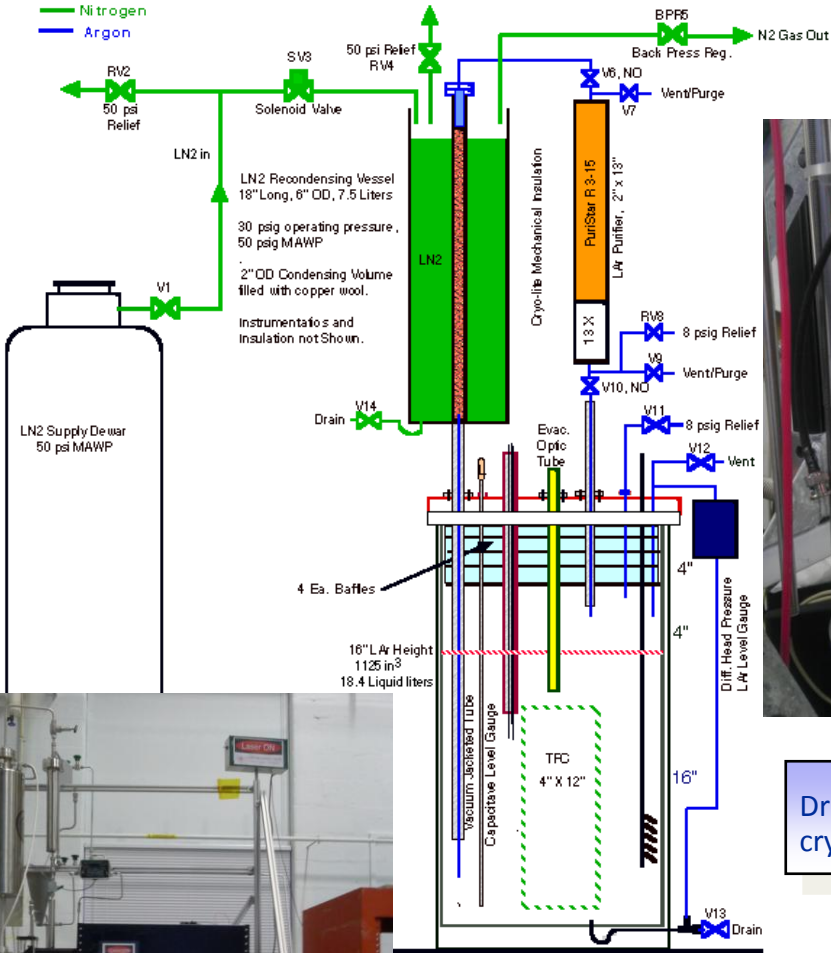 Nitrogen
Argon
RV2
50 psi
Relief
LN2 in
SV3
Solenoid Valve
50 psi Relief
RV4
BPR5
Back Press Reg.
N2 Gas Out
V6, NO
Vent/Purge
V7
LN2 Recondensing Vessel
18" Long, 6" OD, 7.5 Liters
30 psig operating pressure,
50 psig MAWP
.
2" OD Condensing Volume
filled with copper wool.
Instrumentatios and
Insulation not Shown.
LN2
Cryo-lite Mechanical Insulation
PuriStar R 3-15
LAr Purifier, 2" x 13"
13 X
V1
LN2 Supply Dewar
50 psi MAWP
V14
Drain
RV8
8 psig Relief
V9
Vent/Purge
V10, NO
V11
8 psig Relief
V12
Vent
Evac.
Optic
Tube
4 Ea. Baffles
4"
4"
16" LAr Height
1125 in³
18.4 Liquid liters
Vacuum Jacketed Tube
Capacitave Level Gauge
Diff. Head Pressure
LAr Level Gauge
TPC
4" X 12"
16"
V13
Drain
Laser ON
Dr
cry